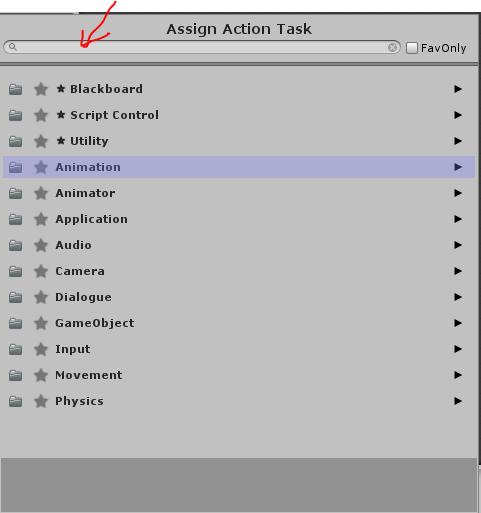 Assign Action Task
FavOnly
★ Blackboard
★ Script Control
★ Utility
Animation
Animator
Application
Audio
Camera
Dialogue
GameObject
Input
Movement
Physics